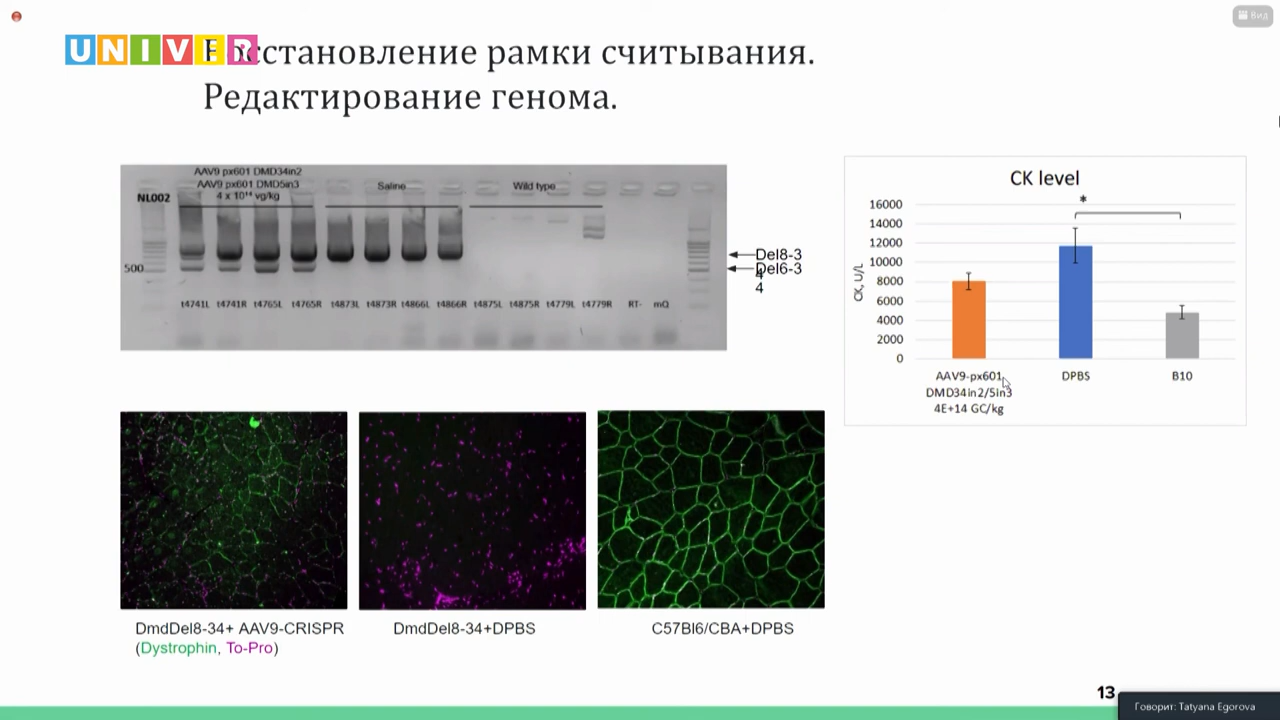 Вид
UNIVER
Восстановление рамки считывания.
Редактирование генома.
AAV9 px601 DMD34in2
AAV9 px601 DMD5in3
4 x 10¹⁴ vg/kg
Saline
Wild type
NL002
500
Del8-3
4
Del6-3
4
t4741L t4741R t4765L t4765R t4873L t4873R t4866L t4866R t4875L t4875R t4779L t4779R RT- mQ
CK level
*
16000
14000
12000
10000
8000
6000
4000
2000
0
CK, U/L
AAV9-px601
DMD34in2/5in3
4E+14 GC/kg
DPBS
B10
DmdDel8-34+ AAV9-CRISPR
(Dystrophin, To-Pro)
DmdDel8-34+DPBS
C57Bl6/CBA+DPBS
13
Говорит: Tatyana Egorova